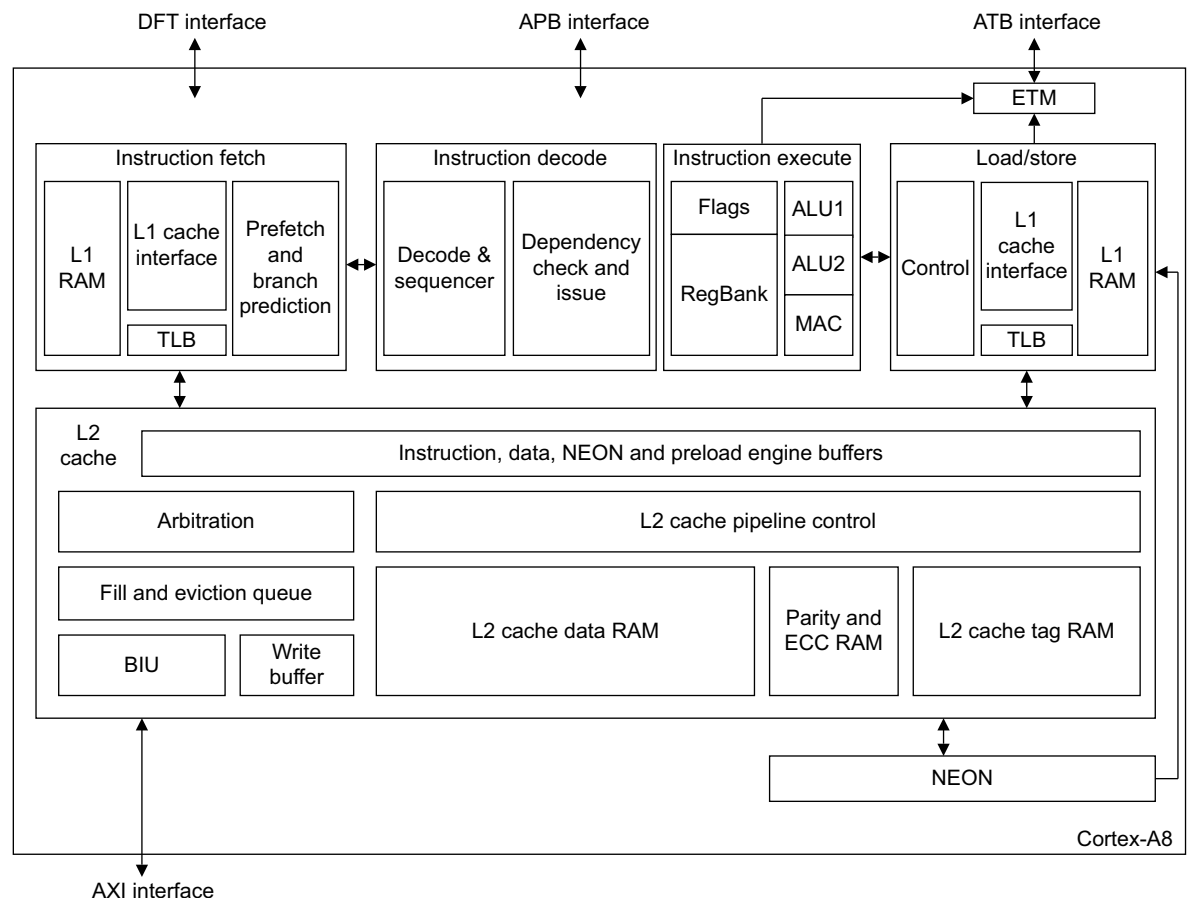 DFT interface
APB interface
ATB interface
ETM
Instruction fetch
L1
RAM
L1 cache
interface
TLB
Prefetch
and
branch
prediction
Instruction decode
Decode &
sequencer
Dependency
check and
issue
Instruction execute
Flags
RegBank
ALU1
ALU2
MAC
Load/store
Control
L1
cache
interface
TLB
L1
RAM
L2
cache
Instruction, data, NEON and preload engine buffers
Arbitration
L2 cache pipeline control
Fill and eviction queue
BIU
Write
buffer
L2 cache data RAM
Parity and
ECC RAM
L2 cache tag RAM
NEON
Cortex-A8
AXI interface